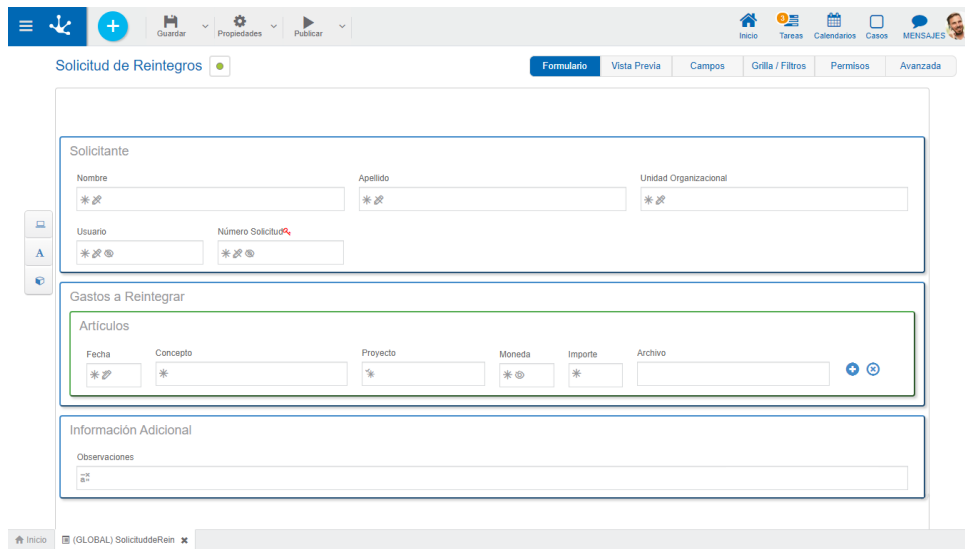 Guardar
Propiedades
Publicar
Inicio
3
Tareas
Calendarios
Casos
MENSAJES
Solicitud de Reintegros
Formulario
Vista Previa
Campos
Grilla / Filtros
Permisos
Avanzada
Solicitante
Nombre
Apellido
Unidad Organizacional
Usuario
Número Solicitud
A
Gastos a Reintegrar
Artículos
Fecha
Concepto
Proyecto
Moneda
Importe
Archivo
Información Adicional
Observaciones
Inicio
(GLOBAL) SolicituddeRein